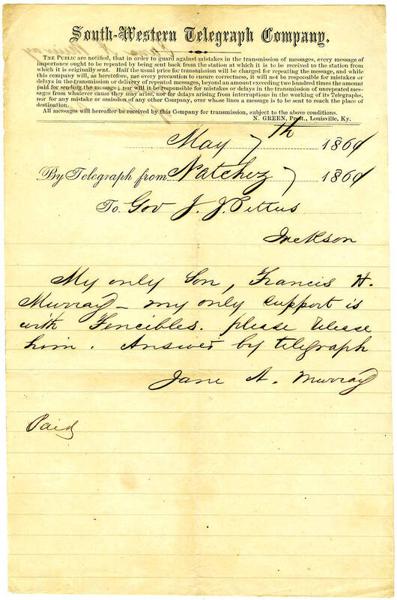 South-Western Telegraph Company.
THE PUBLIC are notified, that in order to guard against mistakes in the transmission of messages, every message of
importance ought to be repeated by being sent back from the station at which it is to be received to the station from
which it is originally sent. Half the usual price for transmission will be charged for repeating the message, and while
this company will, as heretofore, use every precaution to ensure correctness, it will not be responsible for mistakes or
delays in the transmission or delivery of repeated messages, beyond an amount exceeding two hundred times the amount
paid for sending the message; nor will it be responsible for mistakes or delays in the transmission of unrepeated mes-
sages from whatever cause they may arise, nor for delays arising from interruptions in the working of its Telegraphs,
nor for any mistake or omission of any other Company, over whose lines a message is to be sent to reach the place of
destination.
All messages will hereafter be received by this Company for transmission, subject to the above conditions.
N. GREEN, Pres't., Louisville, Ky.
May 7th 1861
By Telegraph from Natchez 7 1861
To Gov J. J. Pettus
Jackson
My only Son, Francis H.
Murray - my only support is
with Fencibles. please release
him. Answer by telegraph
Jane A. Murray
Paid